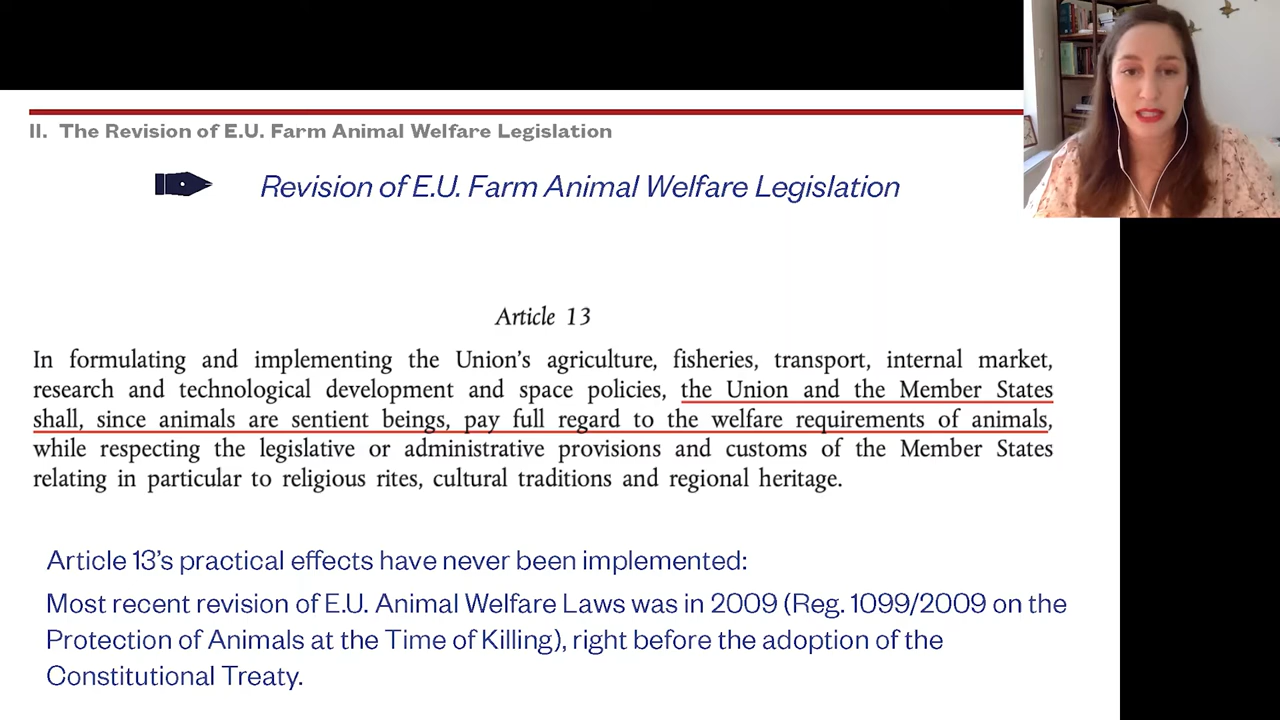 II. The Revision of E.U. Farm Animal Welfare Legislation
Revision of E.U. Farm Animal Welfare Legislation
Article 13
In formulating and implementing the Union's agriculture, fisheries, transport, internal market,
research and technological development and space policies, the Union and the Member States
shall, since animals are sentient beings, pay full regard to the welfare requirements of animals,
while respecting the legislative or administrative provisions and customs of the Member States
relating in particular to religious rites, cultural traditions and regional heritage.
Article 13's practical effects have never been implemented:
Most recent revision of E.U. Animal Welfare Laws was in 2009 (Reg. 1099/2009 on the
Protection of Animals at the Time of Killing), right before the adoption of the
Constitutional Treaty.